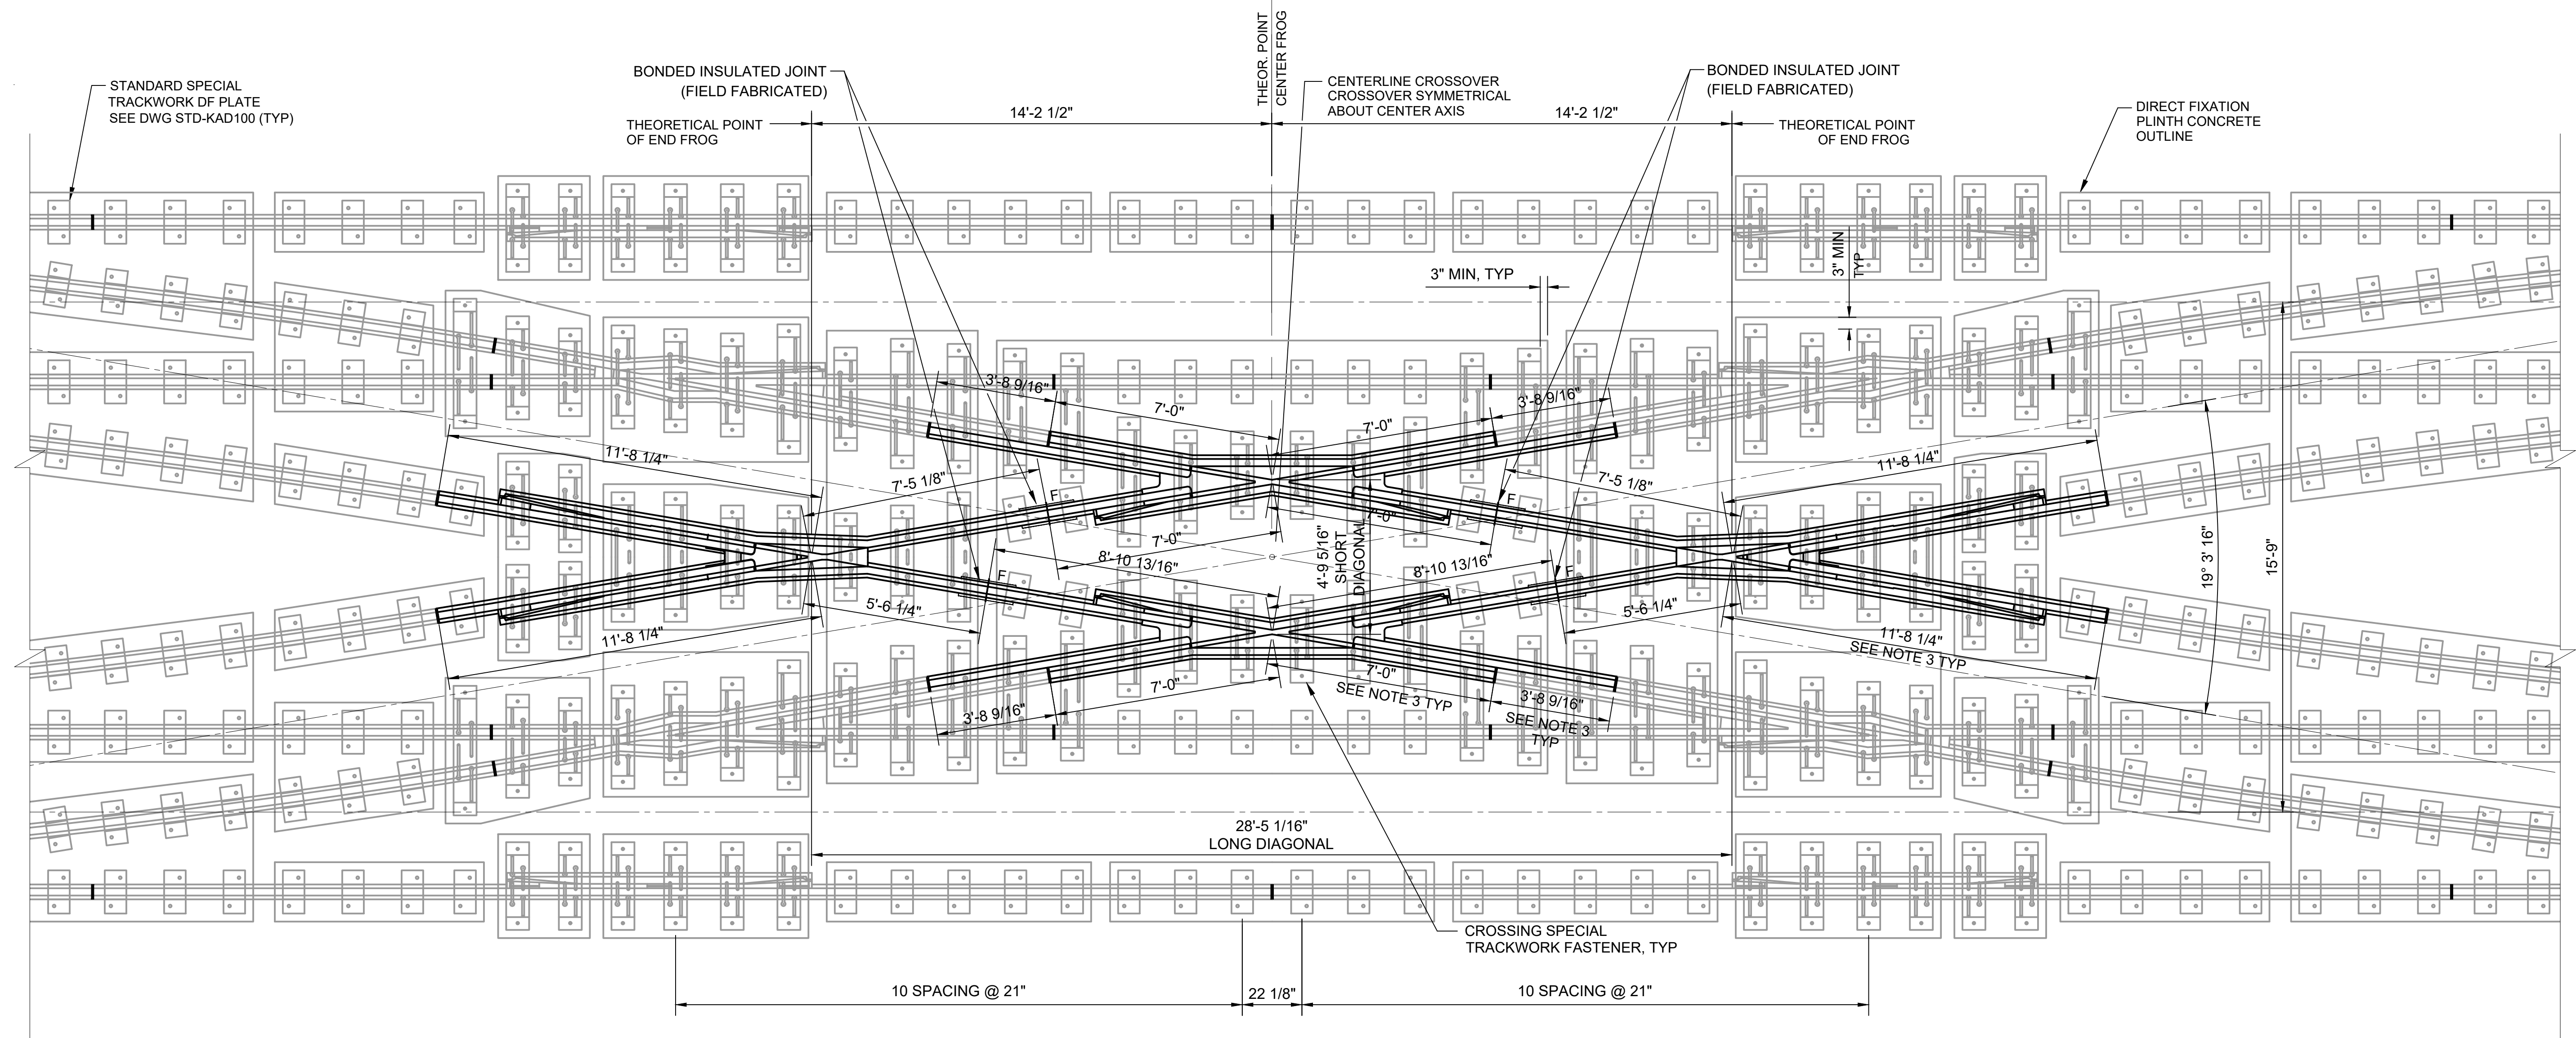 THEOR. POINT
CENTER FROG
STANDARD SPECIAL
TRACKWORK DF PLATE
SEE DWG STD-KAD100 (TYP)
BONDED INSULATED JOINT
(FIELD FABRICATED)
CENTERLINE CROSSOVER
CROSSOVER SYMMETRICAL
ABOUT CENTER AXIS
BONDED INSULATED JOINT
(FIELD FABRICATED)
DIRECT FIXATION
PLINTH CONCRETE
OUTLINE
THEORETICAL POINT
OF END FROG
14'-2 1/2"
14'-2 1/2"
THEORETICAL POINT
OF END FROG
3" MIN, TYP
3" MIN
TYP
3'-8 9/16"
7'-0"
7'-0"
3'-8 9/16"
11'-8 1/4"
7'-5 1/8"
F
F
7'-5 1/8"
11'-8 1/4"
7'-0"
7'-0"
8'-10 13/16"
4'-9 5/16"
SHORT
DIAGONAL
8'-10 13/16"
F
F
19° 3' 16"
15'-9"
5'-6 1/4"
5'-6 1/4"
11'-8 1/4"
11'-8 1/4"
SEE NOTE 3 TYP
7'-0"
7'-0"
SEE NOTE 3 TYP
3'-8 9/16"
3'-8 9/16"
SEE NOTE 3
TYP
28'-5 1/16"
LONG DIAGONAL
CROSSING SPECIAL
TRACKWORK FASTENER, TYP
10 SPACING @ 21"
22 1/8"
10 SPACING @ 21"